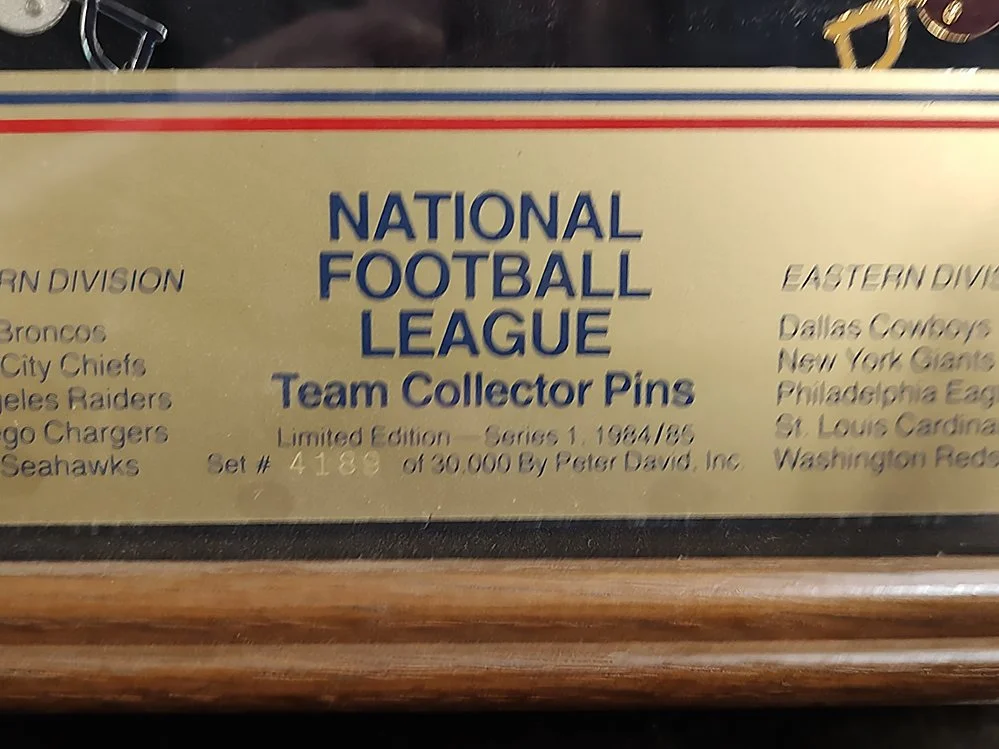 RN DIVISION
Broncos
City Chiefs
geles Raiders
ego Chargers
Seahawks
NATIONAL
FOOTBALL
LEAGUE
Team Collector Pins
Limited Edition — Series 1, 1984/85
Set # 4189 of 30,000 By Peter David, Inc.
EASTERN DIVIS
Dallas Cowboys
New York Giants
Philadelphia Eag
St. Louis Cardina
Washington Reds